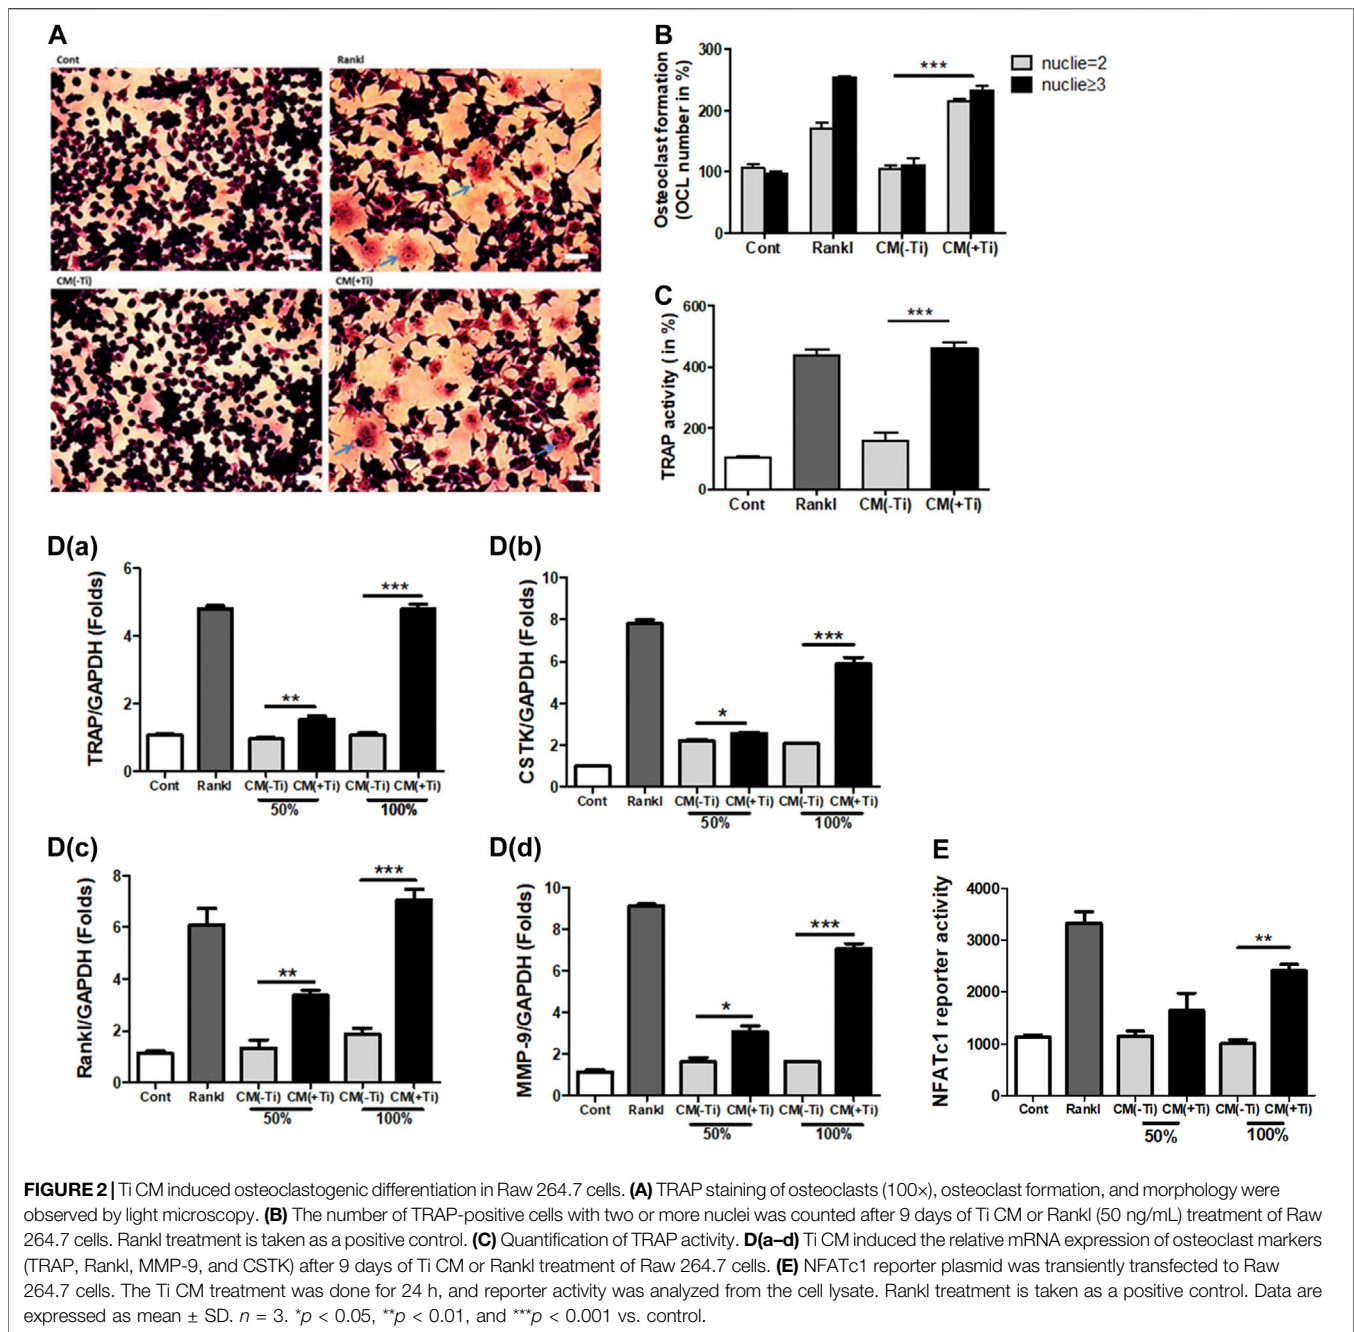 A
Cont
Rankl
CM(-Ti)
CM(+Ti)
B
Osteoclast formation
(OCL number in %)
300
200
100
0
***
nuclie=2
nuclie≥3
Cont Rankl CM(-Ti) CM(+Ti)
C
TRAP activity ( in %)
600
400
200
0
***
Cont Rankl CM(-Ti) CM(+Ti)
D(a)
TRAP/GAPDH (Folds)
6
4
2
0
**
***
Cont Rankl CM(-Ti) CM(+Ti) CM(-Ti) CM(+Ti)
50% 100%
D(b)
CSTK/GAPDH (Folds)
10
8
6
4
2
0
*
***
Cont Rankl CM(-Ti) CM(+Ti) CM(-Ti) CM(+Ti)
50% 100%
D(c)
Rankl/GAPDH (Folds)
8
6
4
2
0
**
***
Cont Rankl CM(-Ti) CM(+Ti) CM(-Ti) CM(+Ti)
50% 100%
D(d)
MMP-9/GAPDH (Folds)
10
8
6
4
2
0
*
***
Cont Rankl CM(-Ti) CM(+Ti) CM(-Ti) CM(+Ti)
50% 100%
E
NFATc1 reporter activity
4000
3000
2000
1000
0
**
Cont Rankl CM(-Ti) CM(+Ti) CM(-Ti) CM(+Ti)
50% 100%
FIGURE 2 | Ti CM induced osteoclastogenic differentiation in Raw 264.7 cells. (A) TRAP staining of osteoclasts (100×), osteoclast formation, and morphology were
observed by light microscopy. (B) The number of TRAP-positive cells with two or more nuclei was counted after 9 days of Ti CM or Rankl (50 ng/mL) treatment of Raw
264.7 cells. Rankl treatment is taken as a positive control. (C) Quantification of TRAP activity. D(a–d) Ti CM induced the relative mRNA expression of osteoclast markers
(TRAP, Rankl, MMP-9, and CSTK) after 9 days of Ti CM or Rankl treatment of Raw 264.7 cells. (E) NFATc1 reporter plasmid was transiently transfected to Raw
264.7 cells. The Ti CM treatment was done for 24 h, and reporter activity was analyzed from the cell lysate. Rankl treatment is taken as a positive control. Data are
expressed as mean ± SD. n = 3. *p < 0.05, **p < 0.01, and ***p < 0.001 vs. control.